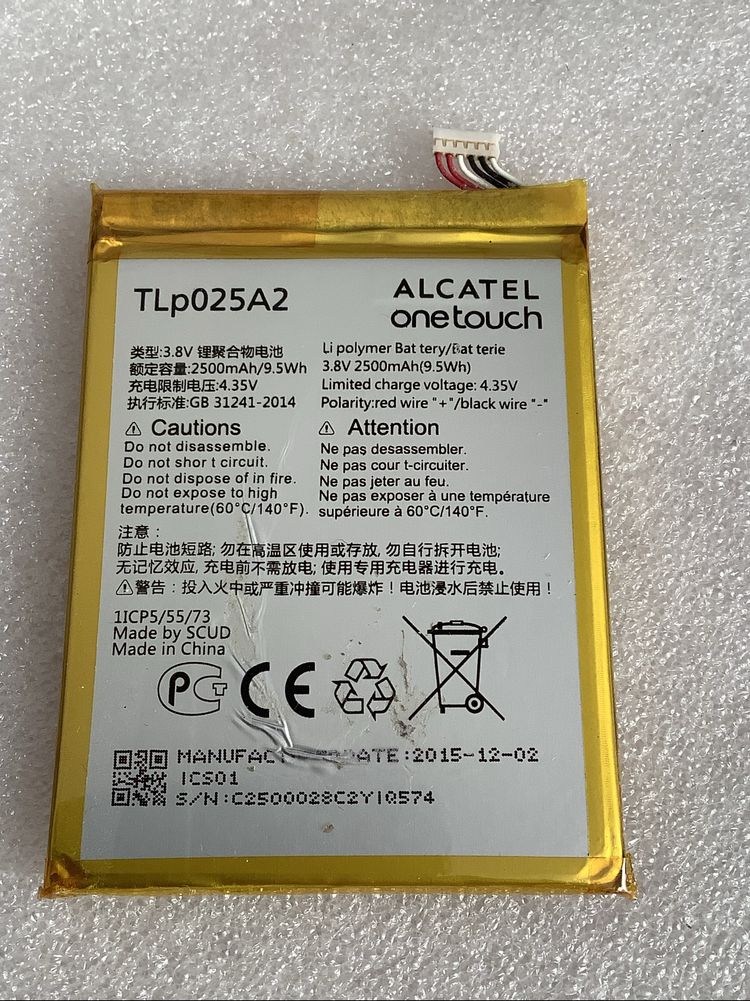 TLp025A2
ALCATEL
onetouch
类型:3.8V 锂聚合物电池
额定容量:2500mAh/9.5Wh
充电限制电压:4.35V
执行标准:GB 31241-2014
Li polymer Bat tery/Bat terie
3.8V 2500mAh(9.5Wh)
Limited charge voltage: 4.35V
Polarity:red wire "+"/black wire "-"
⚠ Cautions
Do not disassemble.
Do not shor t circuit.
Do not dispose of in fire.
Do not expose to high
temperature(60°C/140°F).
⚠ Attention
Ne pas desassembler.
Ne pas cour t-circuiter.
Ne pas jeter au feu.
Ne pas exposer à une température
supérieure à 60°C/140°F.
注意：
防止电池短路; 勿在高温区使用或存放, 勿自行拆开电池;
无记忆效应, 充电前不需放电; 使用专用充电器进行充电。
⚠警告：投入火中或严重冲撞可能爆炸！电池浸水后禁止使用！
1ICP5/55/73
Made by SCUD
Made in China
PCT CE
DATE:2015-12-02
ICS01
S/N:C2500028C2YI0574